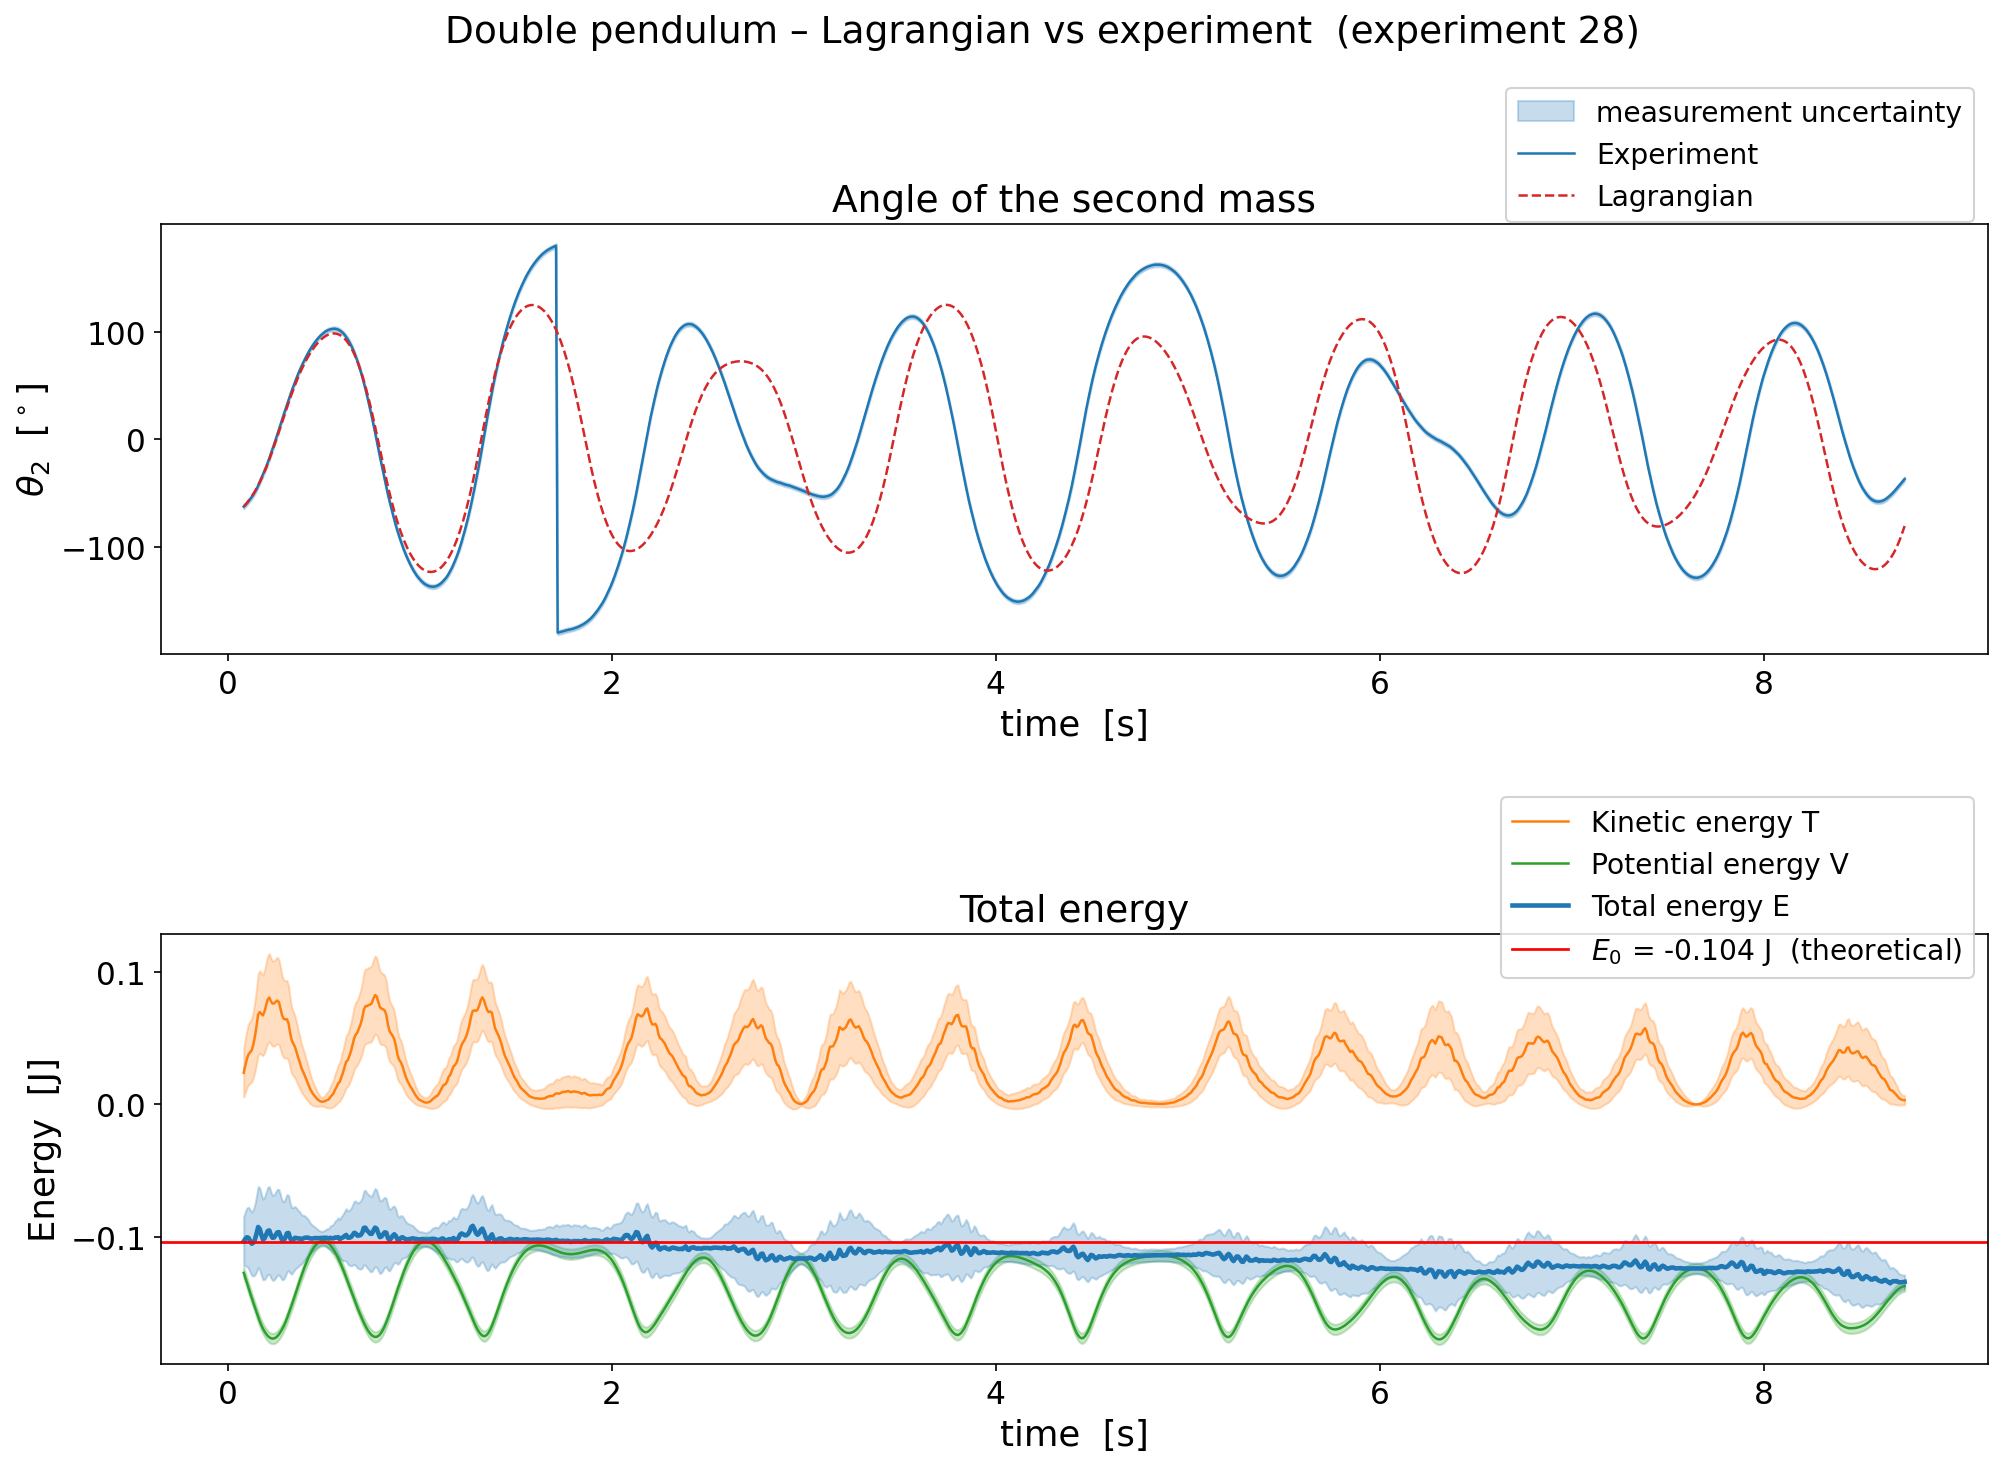 Double pendulum – Lagrangian vs experiment  (experiment 28)
measurement uncertainty
Experiment
Lagrangian
Angle of the second mass
100
0
−100
θ₂  [°]
0
2
4
6
8
time  [s]
Kinetic energy T
Potential energy V
Total energy E
E₀ = -0.104 J  (theoretical)
Total energy
0.1
0.0
−0.1
Energy  [J]
0
2
4
6
8
time  [s]